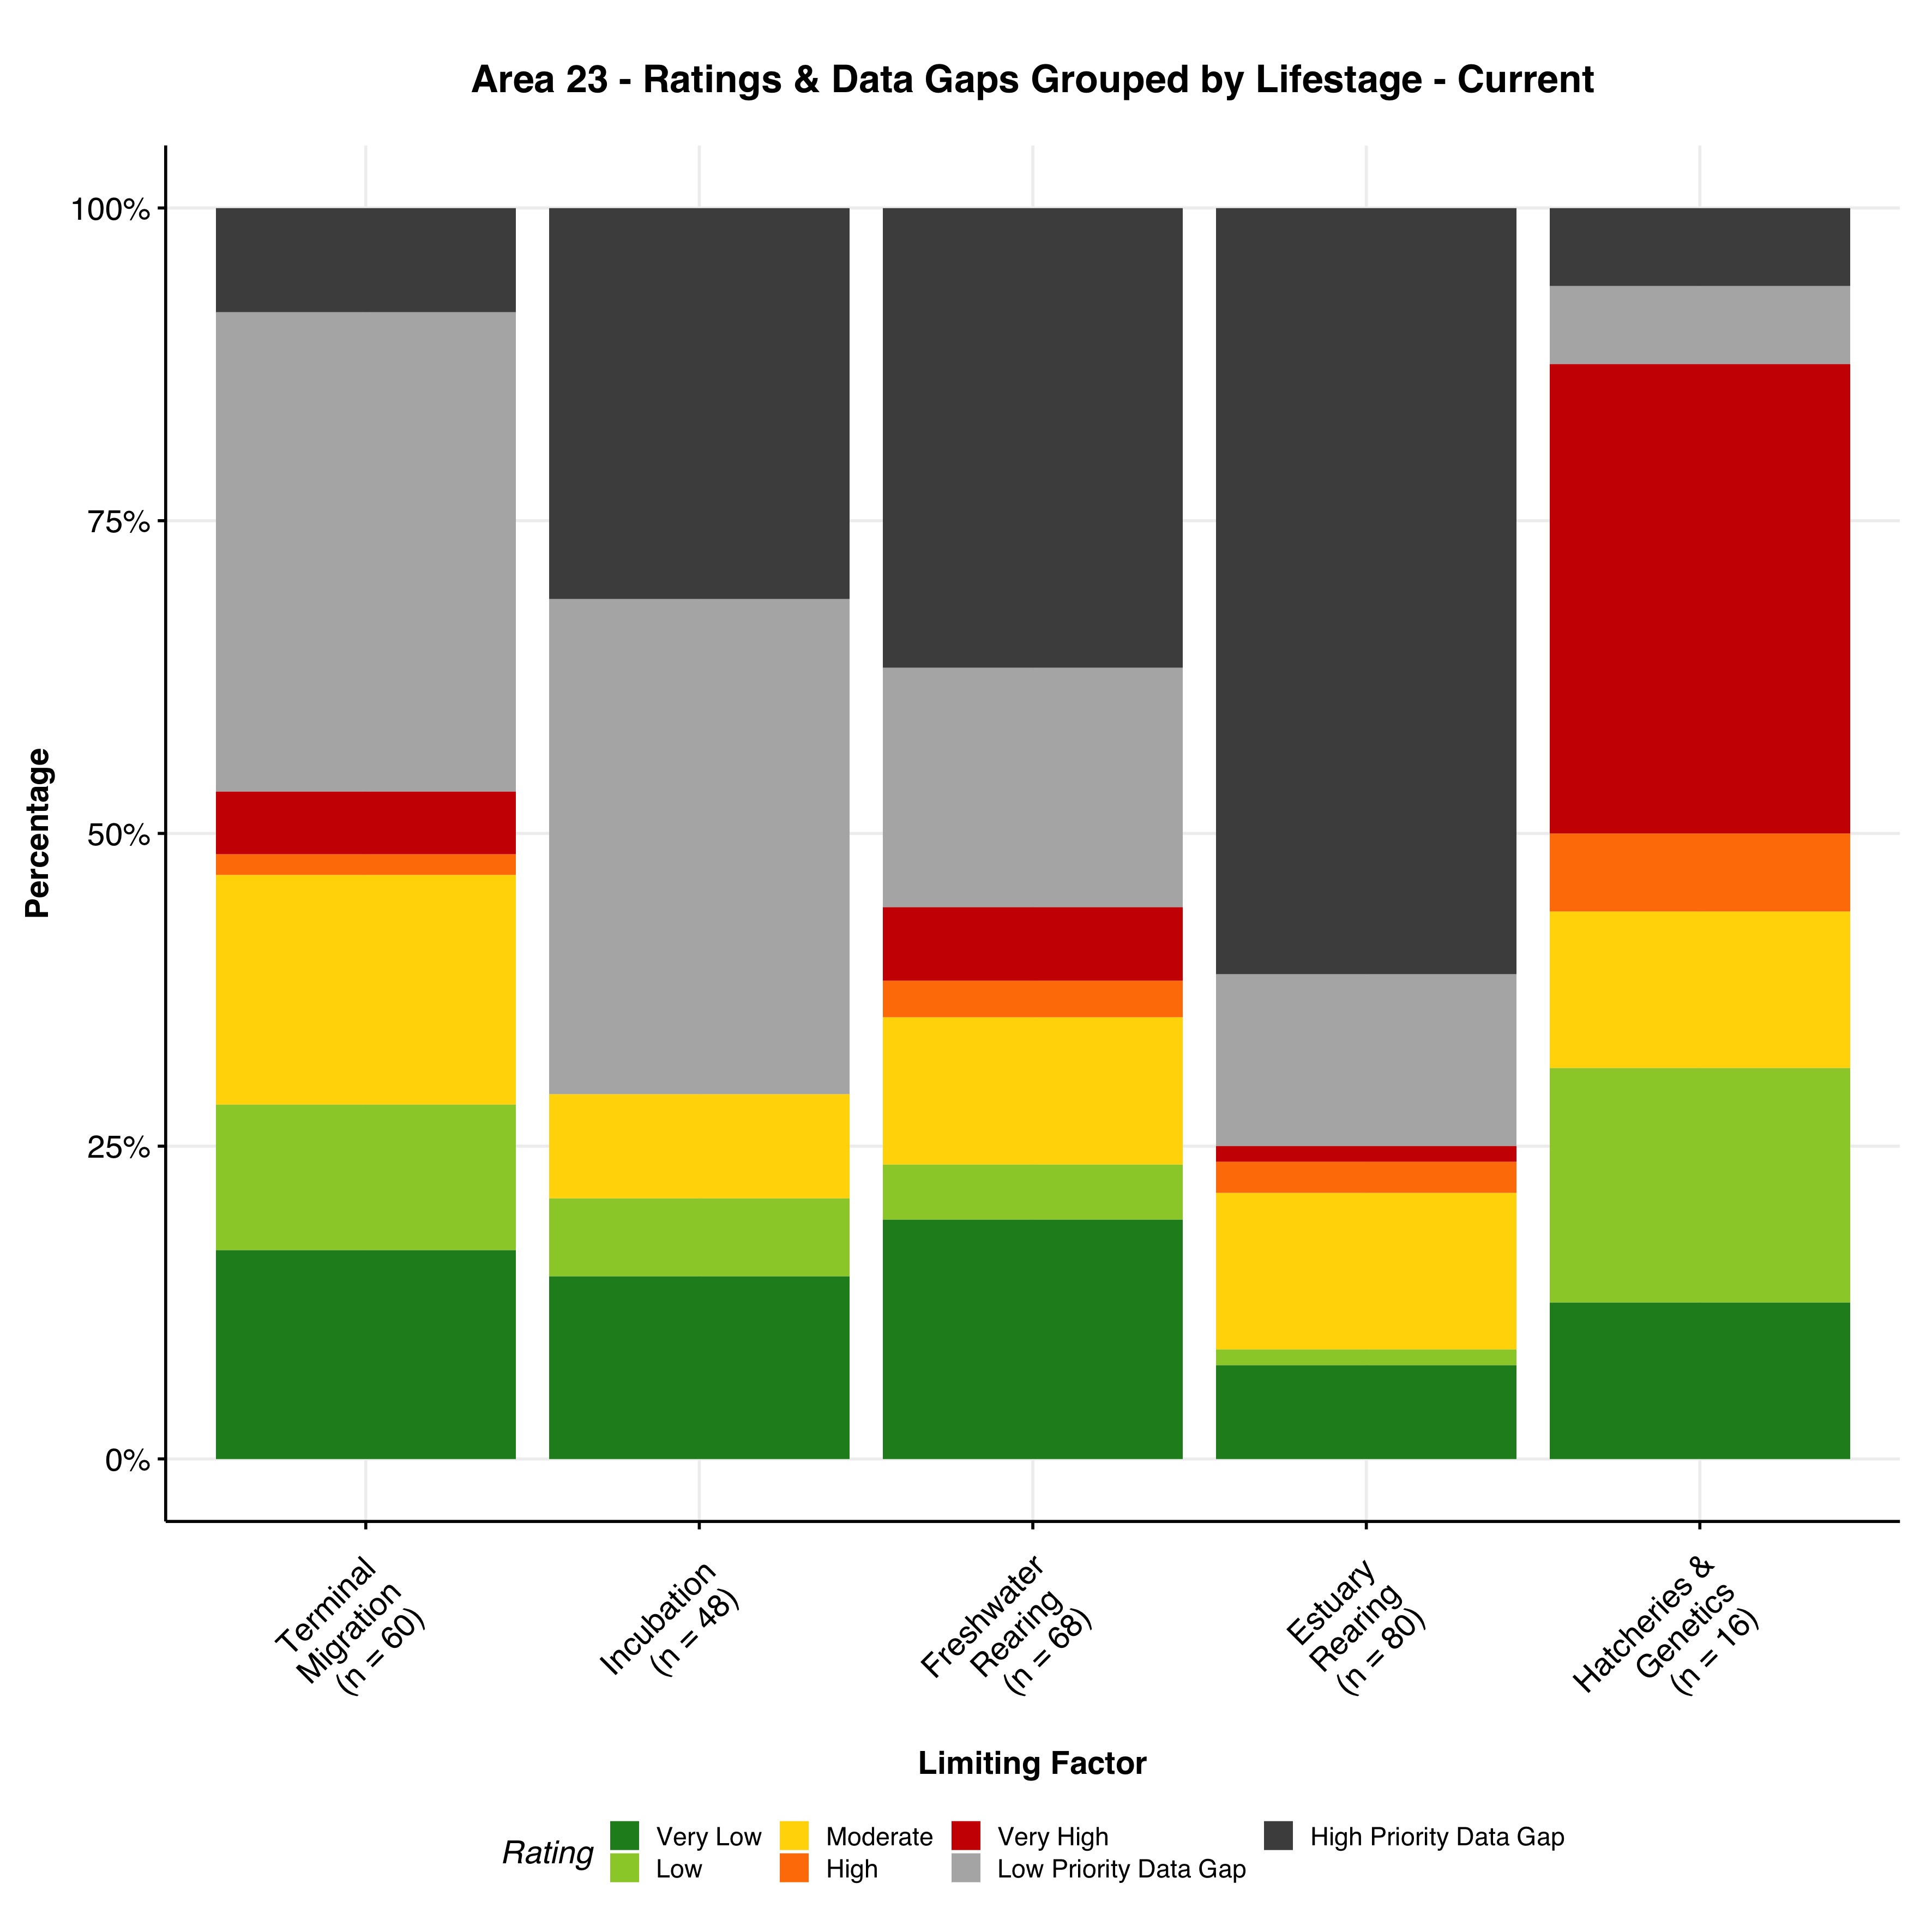 Area 23 - Ratings & Data Gaps Grouped by Lifestage - Current
Percentage
100%
75%
50%
25%
0%
Terminal
Migration
(n = 60)
Incubation
(n = 48)
Freshwater
Rearing
(n = 68)
Estuary
Rearing
(n = 80)
Hatcheries &
Genetics
(n = 16)
Limiting Factor
Rating
Very Low
Low
Moderate
High
Very High
Low Priority Data Gap
High Priority Data Gap